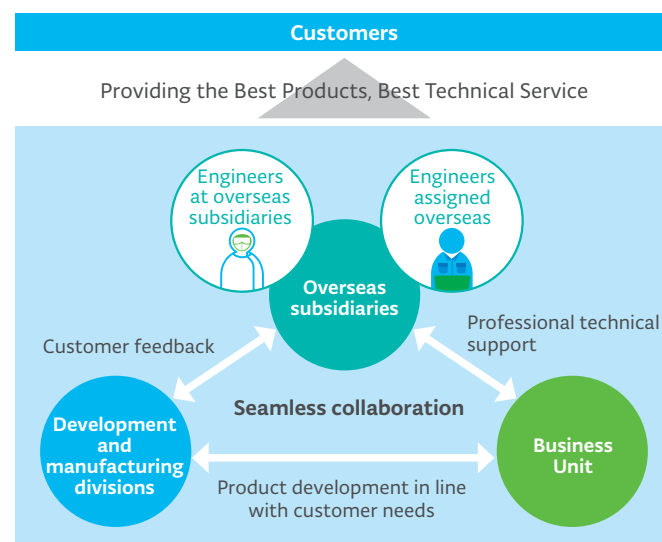 Customers
Providing the Best Products, Best Technical Service
Engineers
at overseas
subsidiaries
Engineers
assigned
overseas
Overseas
subsidiaries
Customer feedback
Professional technical
support
Seamless collaboration
Development
and
manufacturing
divisions
Business
Unit
Product development in line
with customer needs